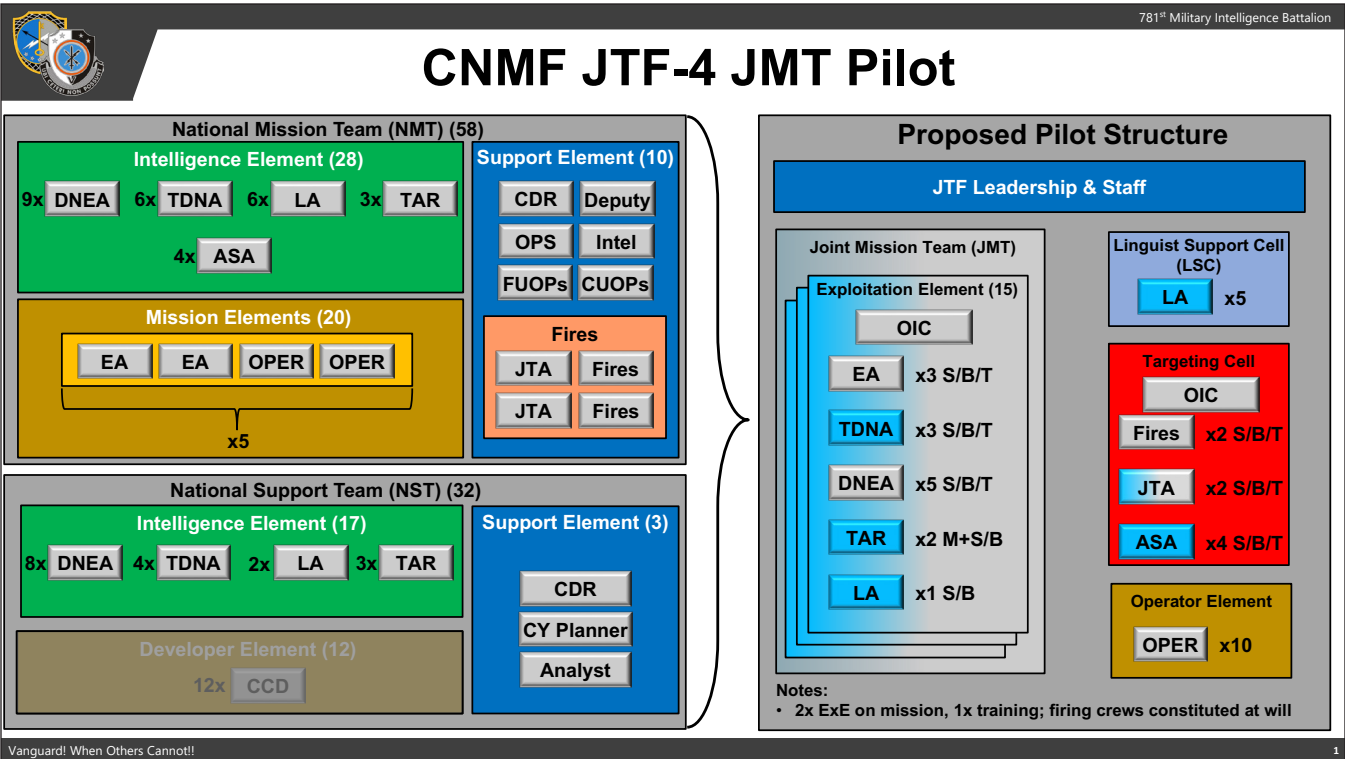 781st Military Intelligence Battalion
UBI CETERI NON POSSUNT
CNMF JTF-4 JMT Pilot
National Mission Team (NMT) (58)
Intelligence Element (28)
9x DNEA 6x TDNA 6x LA 3x TAR
4x ASA
Mission Elements (20)
EA EA OPER OPER
x5
Support Element (10)
CDR Deputy
OPS Intel
FUOPs CUOPs
Fires
JTA Fires
JTA Fires
National Support Team (NST) (32)
Intelligence Element (17)
8x DNEA 4x TDNA 2x LA 3x TAR
Developer Element (12)
12x CCD
Support Element (3)
CDR
CY Planner
Analyst
Proposed Pilot Structure
JTF Leadership & Staff
Joint Mission Team (JMT)
Exploitation Element (15)
OIC
EA x3 S/B/T
TDNA x3 S/B/T
DNEA x5 S/B/T
TAR x2 M+S/B
LA x1 S/B
Linguist Support Cell
(LSC)
LA x5
Targeting Cell
OIC
Fires x2 S/B/T
JTA x2 S/B/T
ASA x4 S/B/T
Operator Element
OPER x10
Notes:
• 2x ExE on mission, 1x training; firing crews constituted at will
Vanguard! When Others Cannot!!
1